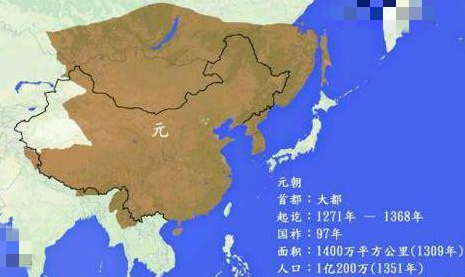 元
元朝
首都：大都
起讫：1271年 — 1368年
国祚：97年
面积：1400万平方公里(1309年)
人口：1亿200万(1351年)